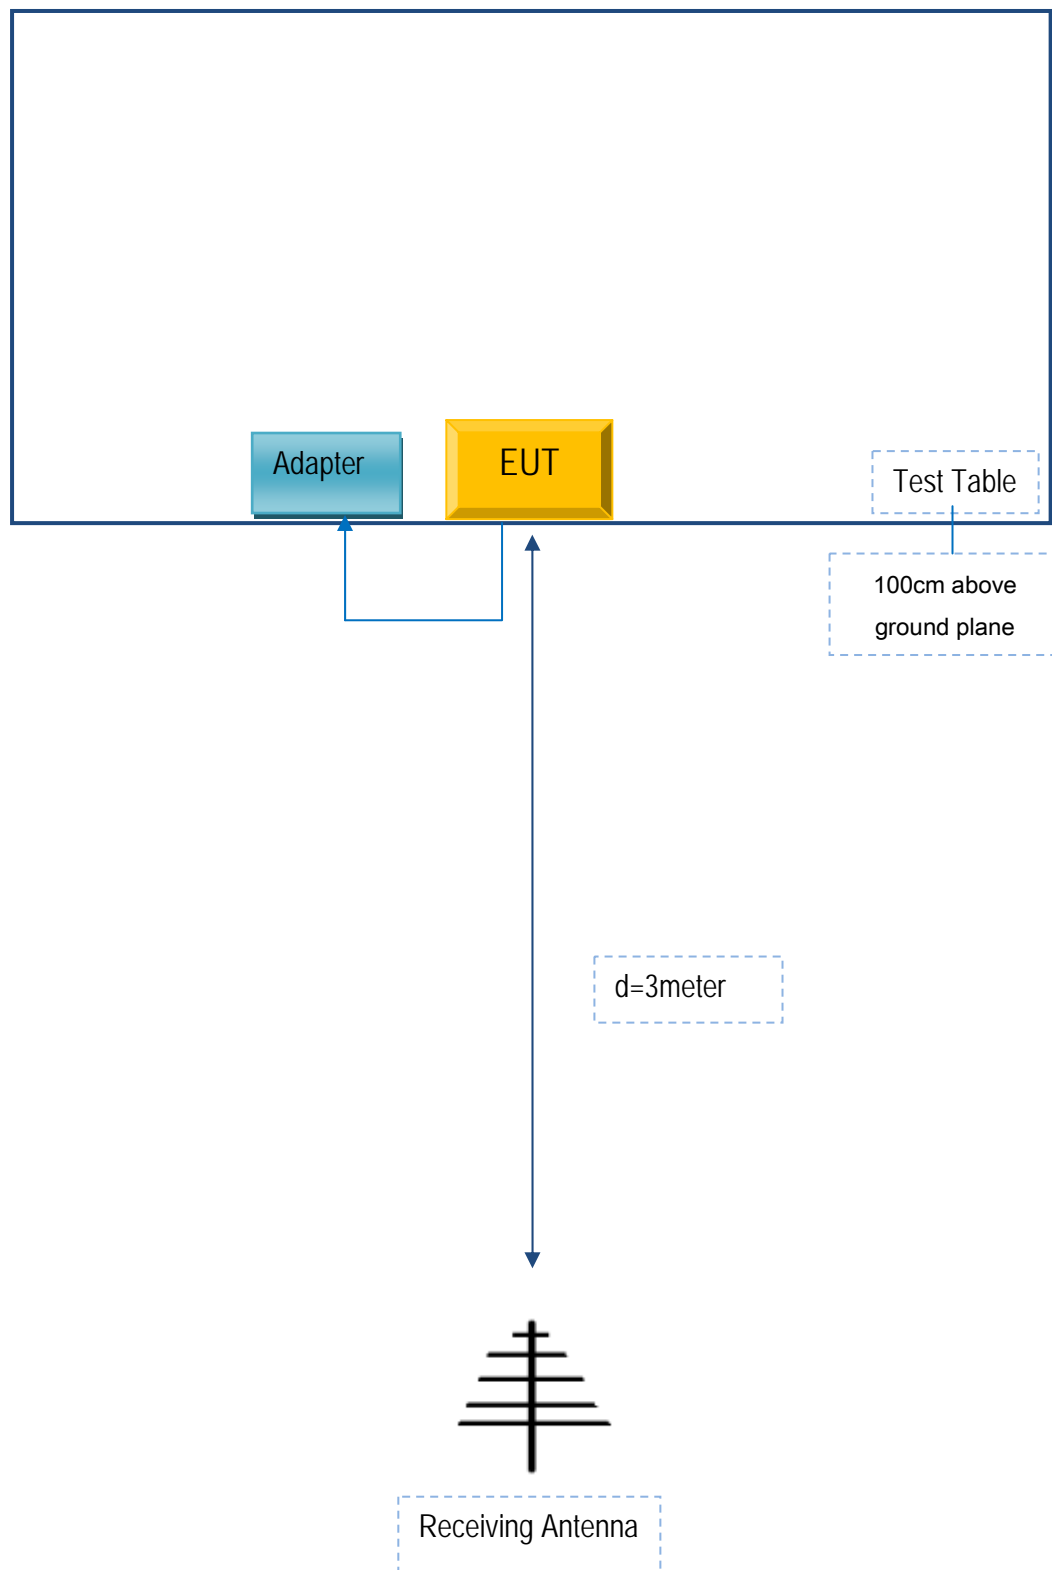 Adapter
EUT
Test Table
100cm above
ground plane
d=3meter
Receiving Antenna